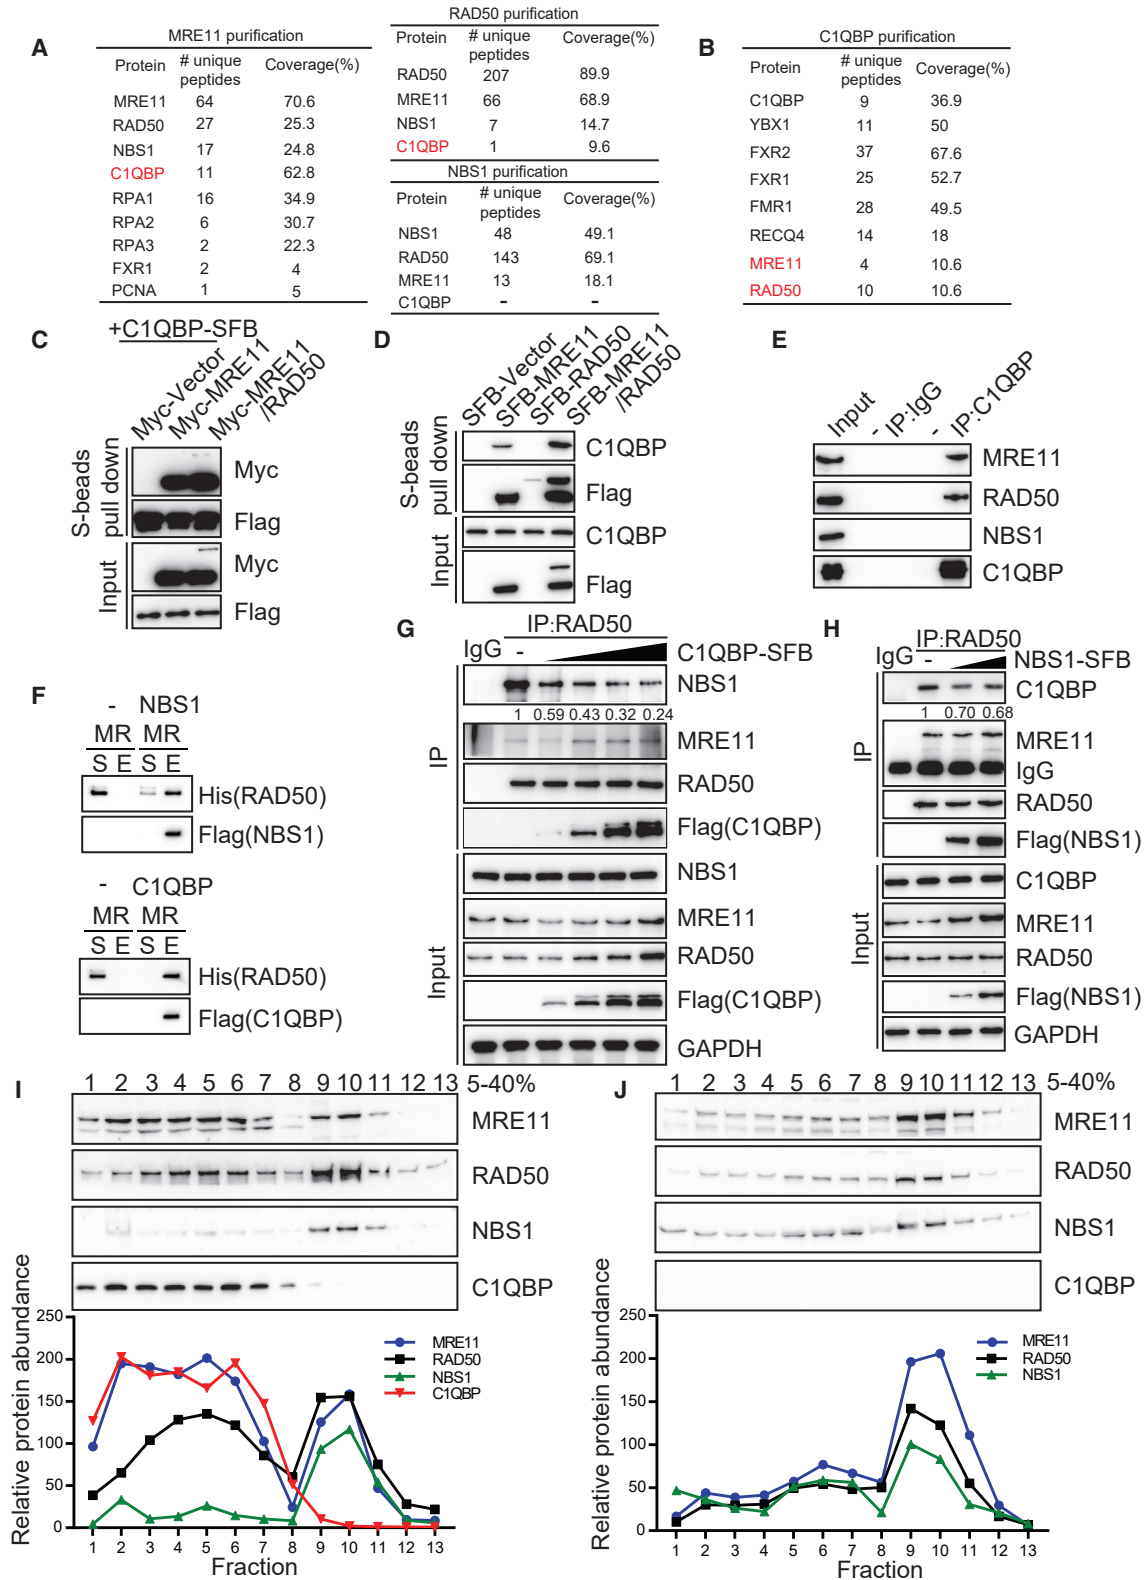 A
MRE11 purification
Protein # unique peptides Coverage(%)
MRE11 64 70.6
RAD50 27 25.3
NBS1 17 24.8
C1QBP 11 62.8
RPA1 16 34.9
RPA2 6 30.7
RPA3 2 22.3
FXR1 2 4
PCNA 1 5
RAD50 purification
Protein # unique peptides Coverage(%)
RAD50 207 89.9
MRE11 66 68.9
NBS1 7 14.7
C1QBP 1 9.6
NBS1 purification
Protein # unique peptides Coverage(%)
NBS1 48 49.1
RAD50 143 69.1
MRE11 13 18.1
C1QBP - -
B
C1QBP purification
Protein # unique peptides Coverage(%)
C1QBP 9 36.9
YBX1 11 50
FXR2 37 67.6
FXR1 25 52.7
FMR1 28 49.5
RECQ4 14 18
MRE11 4 10.6
RAD50 10 10.6
C
+C1QBP-SFB
Myc-Vector
Myc-MRE11
Myc-MRE11
/RAD50
S-beads
pull down
Myc
Flag
Input
Myc
Flag
D
SFB-Vector
SFB-MRE11
SFB-RAD50
SFB-MRE11
/RAD50
S-beads
pull down
C1QBP
Flag
Input
C1QBP
Flag
E
Input
-
IP:IgG
-
IP:C1QBP
MRE11
RAD50
NBS1
C1QBP
F
- NBS1
MR MR
S E S E
His(RAD50)
Flag(NBS1)
- C1QBP
MR MR
S E S E
His(RAD50)
Flag(C1QBP)
G
IP:RAD50
IgG - C1QBP-SFB
IP
NBS1
1 0.59 0.43 0.32 0.24
MRE11
RAD50
Flag(C1QBP)
Input
NBS1
MRE11
RAD50
Flag(C1QBP)
GAPDH
H
IP:RAD50
IgG - NBS1-SFB
IP
C1QBP
1 0.70 0.68
MRE11
IgG
RAD50
Flag(NBS1)
Input
C1QBP
MRE11
RAD50
Flag(NBS1)
GAPDH
I
1 2 3 4 5 6 7 8 9 10 11 12 13 5-40%
MRE11
RAD50
NBS1
C1QBP
Relative protein abundance
250
200
150
100
50
0
MRE11
RAD50
NBS1
C1QBP
1 2 3 4 5 6 7 8 9 10 11 12 13
Fraction
J
1 2 3 4 5 6 7 8 9 10 11 12 13 5-40%
MRE11
RAD50
NBS1
C1QBP
Relative protein abundance
250
200
150
100
50
0
MRE11
RAD50
NBS1
1 2 3 4 5 6 7 8 9 10 11 12 13
Fraction